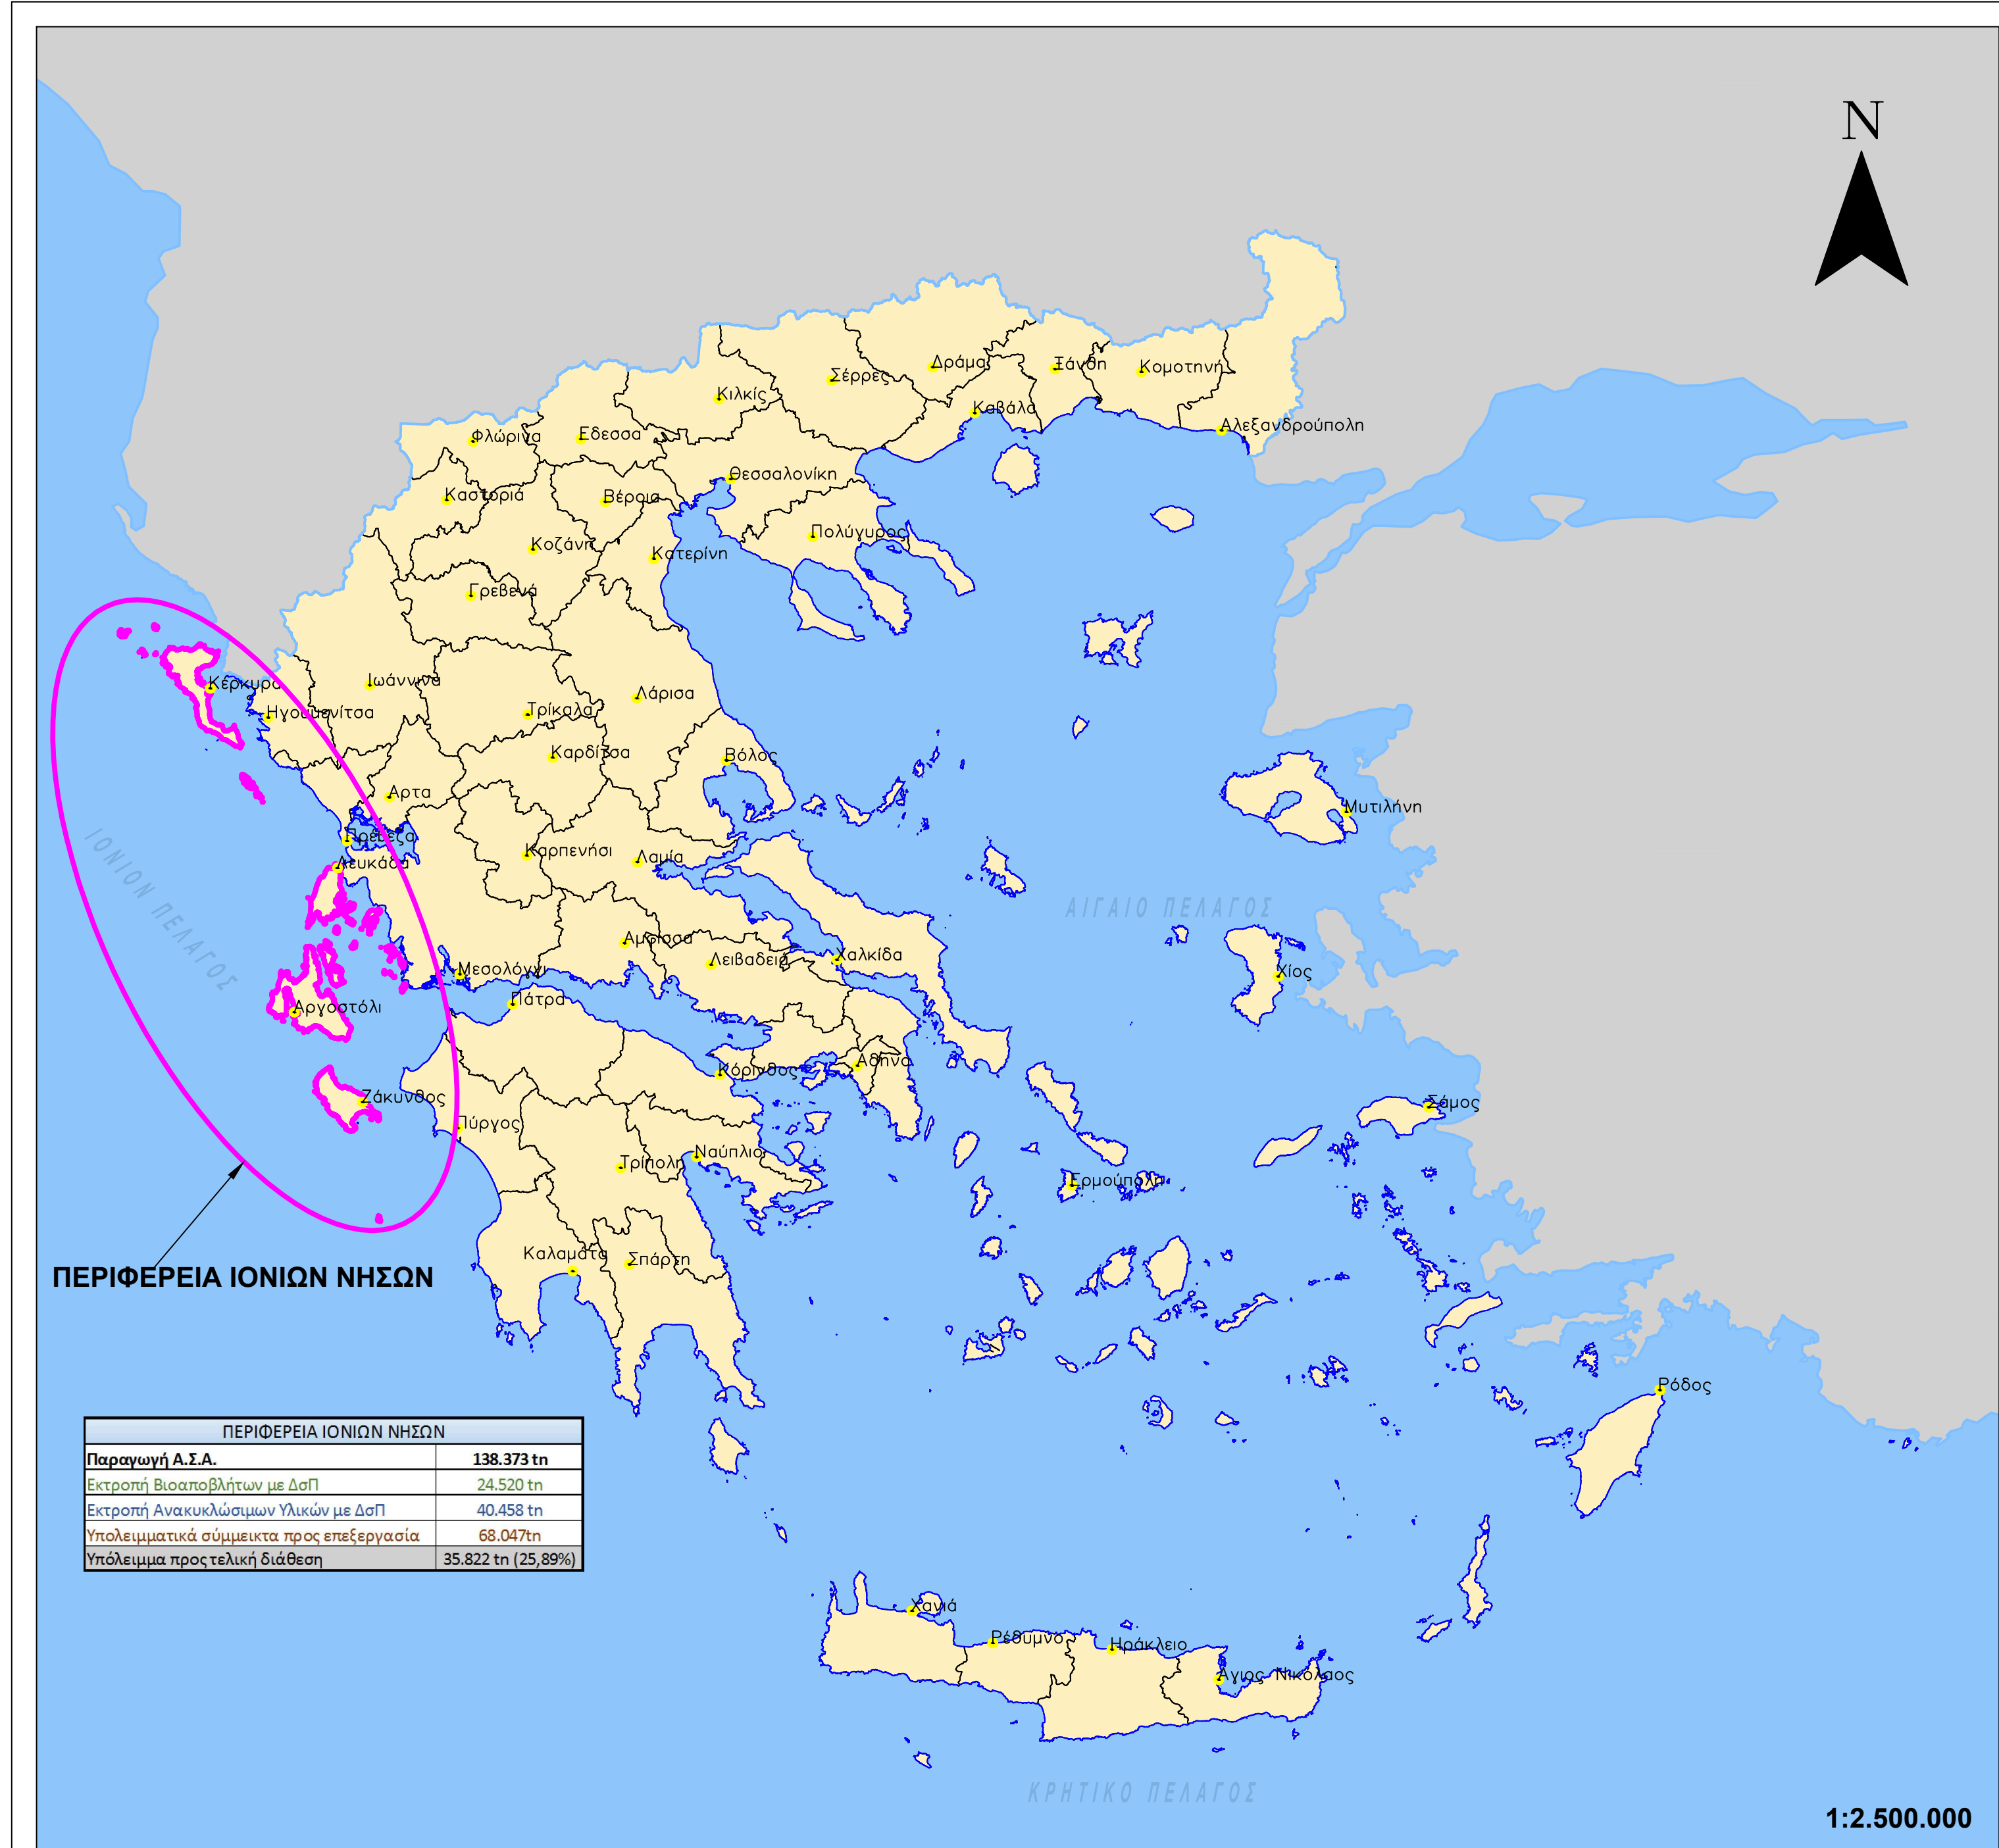 N
Δράμα
Ξάνθη
Κομοτηνή
Σέρρες
Κιλκίς
Καβάλα
Αλεξανδρούπολη
Φλώρινα
Εδεσσα
Θεσσαλονίκη
Καστοριά
Βέροια
Πολύγυρος
Κοζάνη
Κατερίνη
Γρεβενά
Κέρκυρα
Ιωάννινα
Λάρισα
Ηγουμενίτσα
Τρίκαλα
Καρδίτσα
Βόλος
Αρτα
Μυτιλήνη
Πρέβεζα
Λευκάδα
Καρπενήσι
Λαμία
ΙΟΝΙΟΝ ΠΕΛΑΓΟΣ
ΑΙΓΑΙΟ ΠΕΛΑΓΟΣ
Αμφισσα
Λειβαδειά
Χαλκίδα
Μεσολόγγι
Χίος
Πάτρα
Αργοστόλι
Κόρινθος
Αθήνα
Ζάκυνθος
Σάμος
Πύργος
Τρίπολη
Ναύπλιο
Ερμούπολη
Καλαμάτα
Σπάρτη
ΠΕΡΙΦΕΡΕΙΑ ΙΟΝΙΩΝ ΝΗΣΩΝ
Ρόδος
ΠΕΡΙΦΕΡΕΙΑ ΙΟΝΙΩΝ ΝΗΣΩΝ
Παραγωγή Α.Σ.Α. 138.373 tn
Εκτροπή Βιοαποβλήτων με ΔσΠ 24.520 tn
Εκτροπή Ανακυκλώσιμων Υλικών με ΔσΠ 40.458 tn
Υπολειμματικά σύμμεικτα προς επεξεργασία 68.047tn
Υπόλειμμα προς τελική διάθεση 35.822 tn (25,89%)
Χανιά
Ρέθυμνο
Ηράκλειο
Άγιος Νικόλαος
ΚΡΗΤΙΚΟ ΠΕΛΑΓΟΣ
1:2.500.000